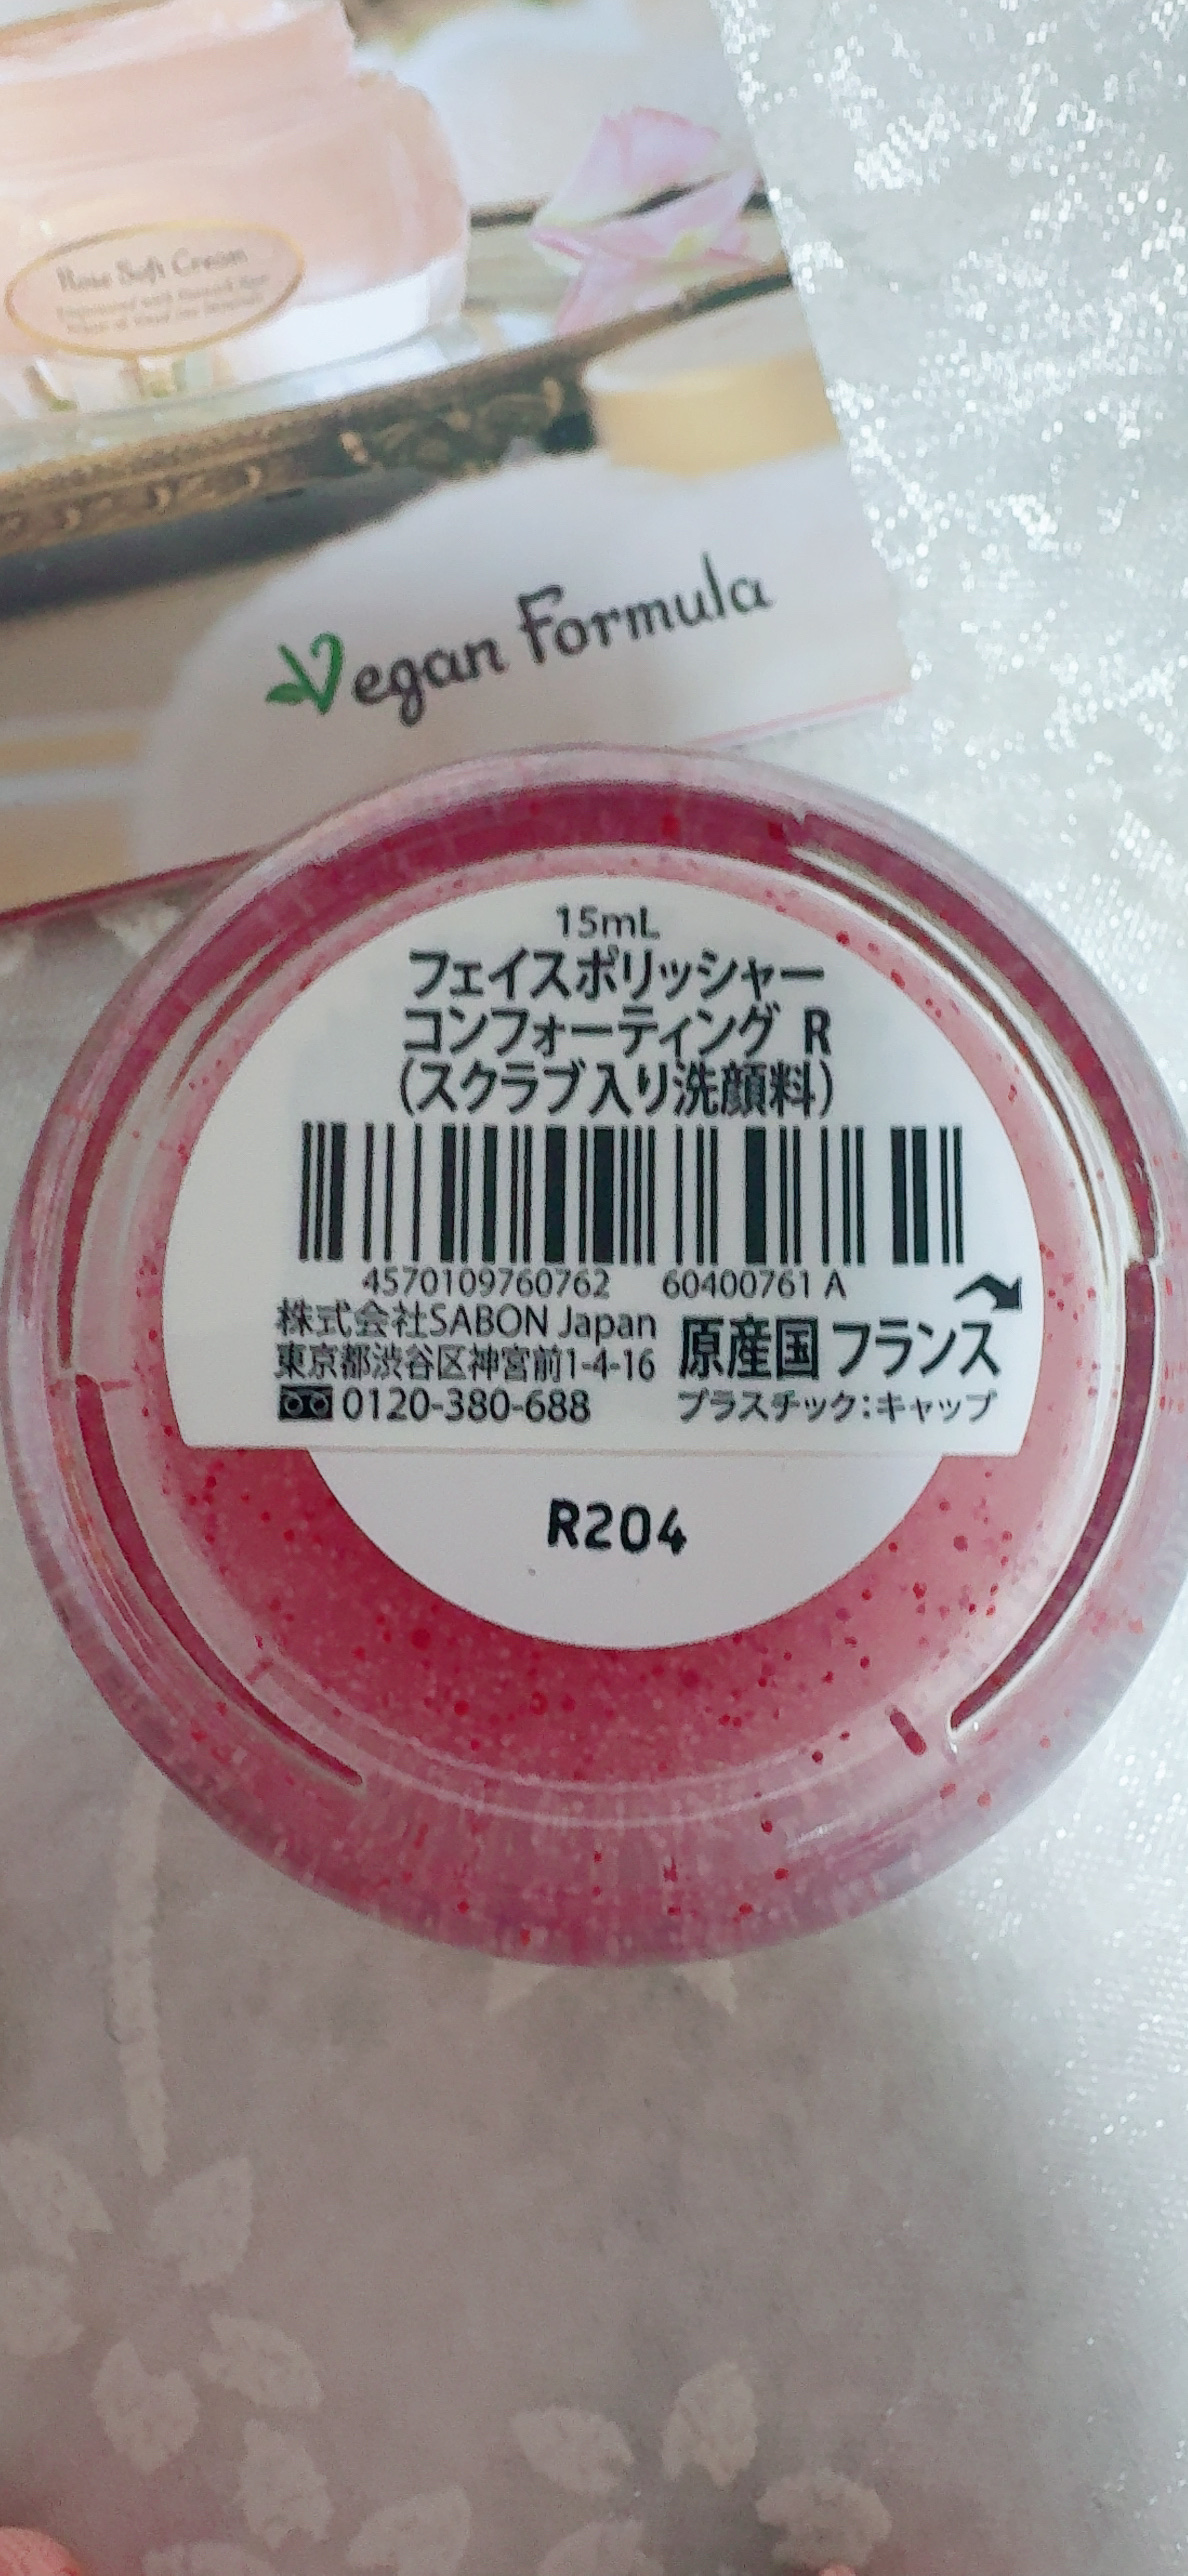 Rose Soft Cream
Vegan Formula
15mL
フェイスポリッシャー
コンフォーティング R
(スクラブ入り洗顔料)
4570109760762 60400761 A
株式会社SABON Japan
東京都渋谷区神宮前1-4-16
0120-380-688
原産国 フランス
プラスチック:キャップ
R204